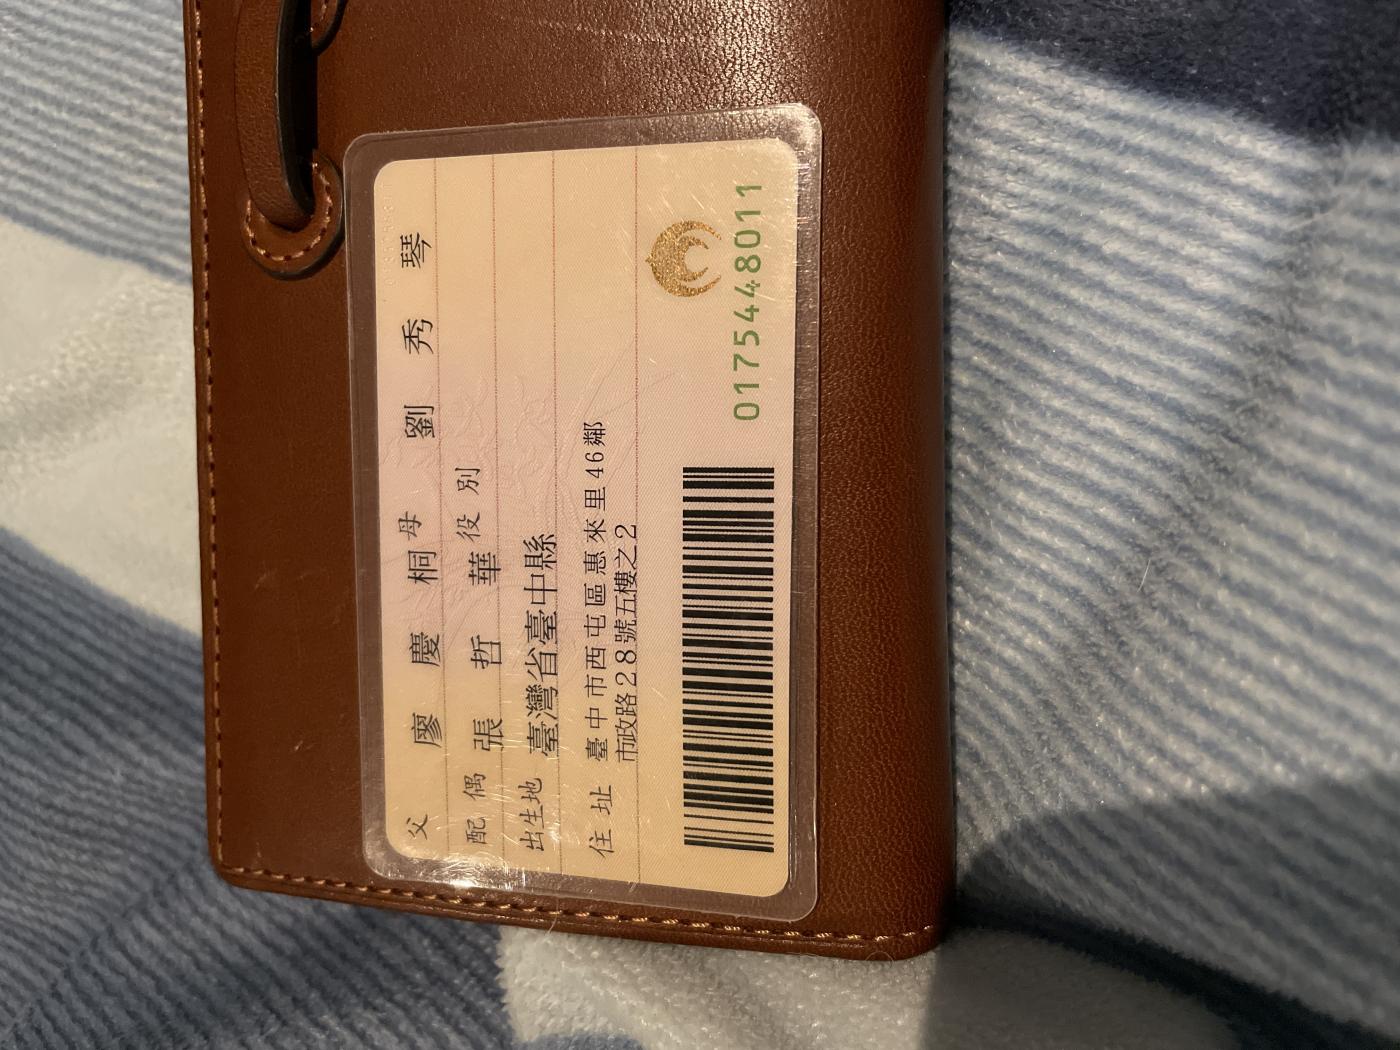 父 廖慶桐 母 劉秀琴
配偶 張哲華 役別
出生地 臺灣省臺中縣
住址 臺中市西屯區惠來里46鄰
市政路28號五樓之2
0175448011